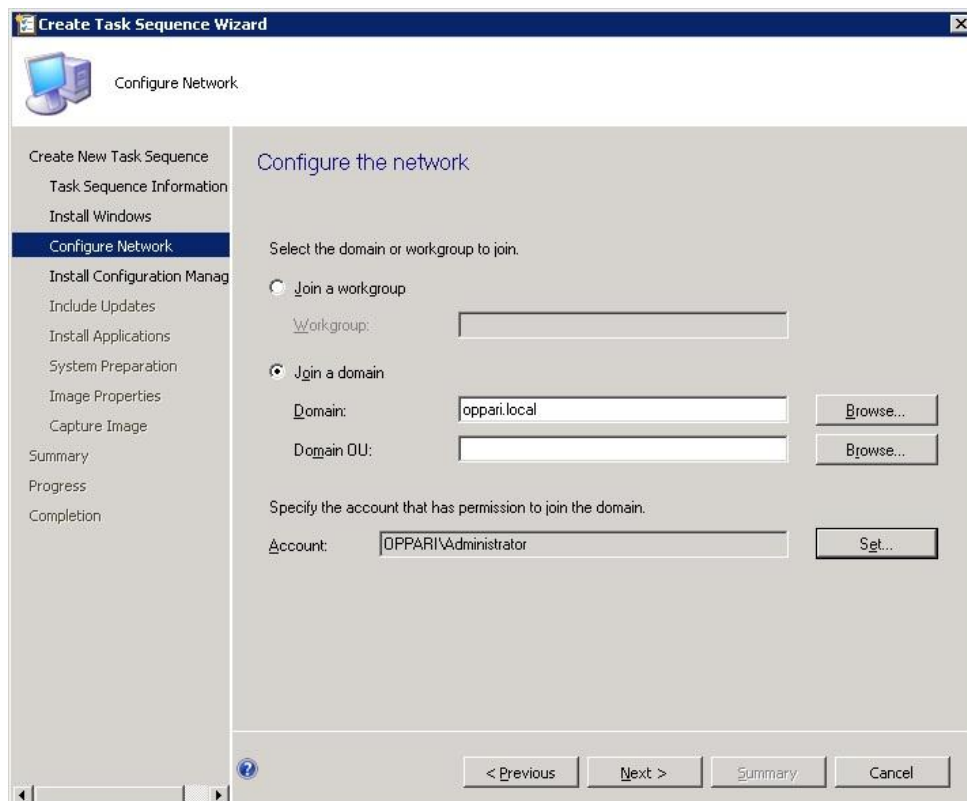 Create Task Sequence Wizard
Configure Network
Create New Task Sequence
Task Sequence Information
Install Windows
Configure Network
Install Configuration Manag
Include Updates
Install Applications
System Preparation
Image Properties
Capture Image
Summary
Progress
Completion
Configure the network
Select the domain or workgroup to join.
Join a workgroup
Workgroup:
Join a domain
Domain: oppari.local Browse...
Domain OU: Browse...
Specify the account that has permission to join the domain.
Account: OPPARI\Administrator Set...
< Previous Next > Summary Cancel